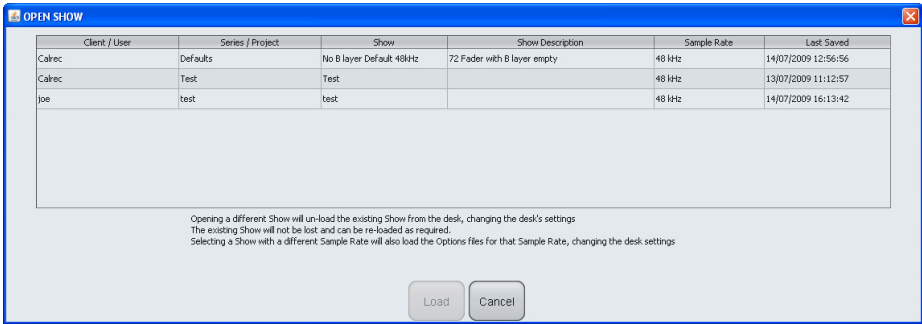 OPEN SHOW
Client / User Series / Project Show Show Description Sample Rate Last Saved
Calrec Defaults No B layer Default 48kHz 72 Fader with B layer empty 48 kHz 14/07/2009 12:56:56
Calrec Test Test 48 kHz 13/07/2009 11:12:57
joe test test 48 kHz 14/07/2009 16:13:42
Opening a different Show will un-load the existing Show from the desk, changing the desk's settings
The existing Show will not be lost and can be re-loaded as required.
Selecting a Show with a different Sample Rate will also load the Options files for that Sample Rate, changing the desk settings
Load Cancel